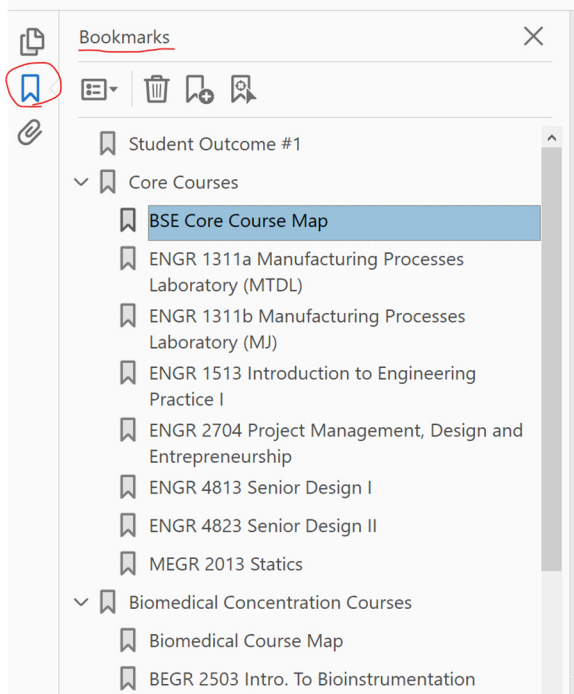 Bookmarks
Student Outcome #1
Core Courses
BSE Core Course Map
ENGR 1311a Manufacturing Processes
Laboratory (MTDL)
ENGR 1311b Manufacturing Processes
Laboratory (MJ)
ENGR 1513 Introduction to Engineering
Practice I
ENGR 2704 Project Management, Design and
Entrepreneurship
ENGR 4813 Senior Design I
ENGR 4823 Senior Design II
MEGR 2013 Statics
Biomedical Concentration Courses
Biomedical Course Map
BEGR 2503 Intro. To Bioinstrumentation